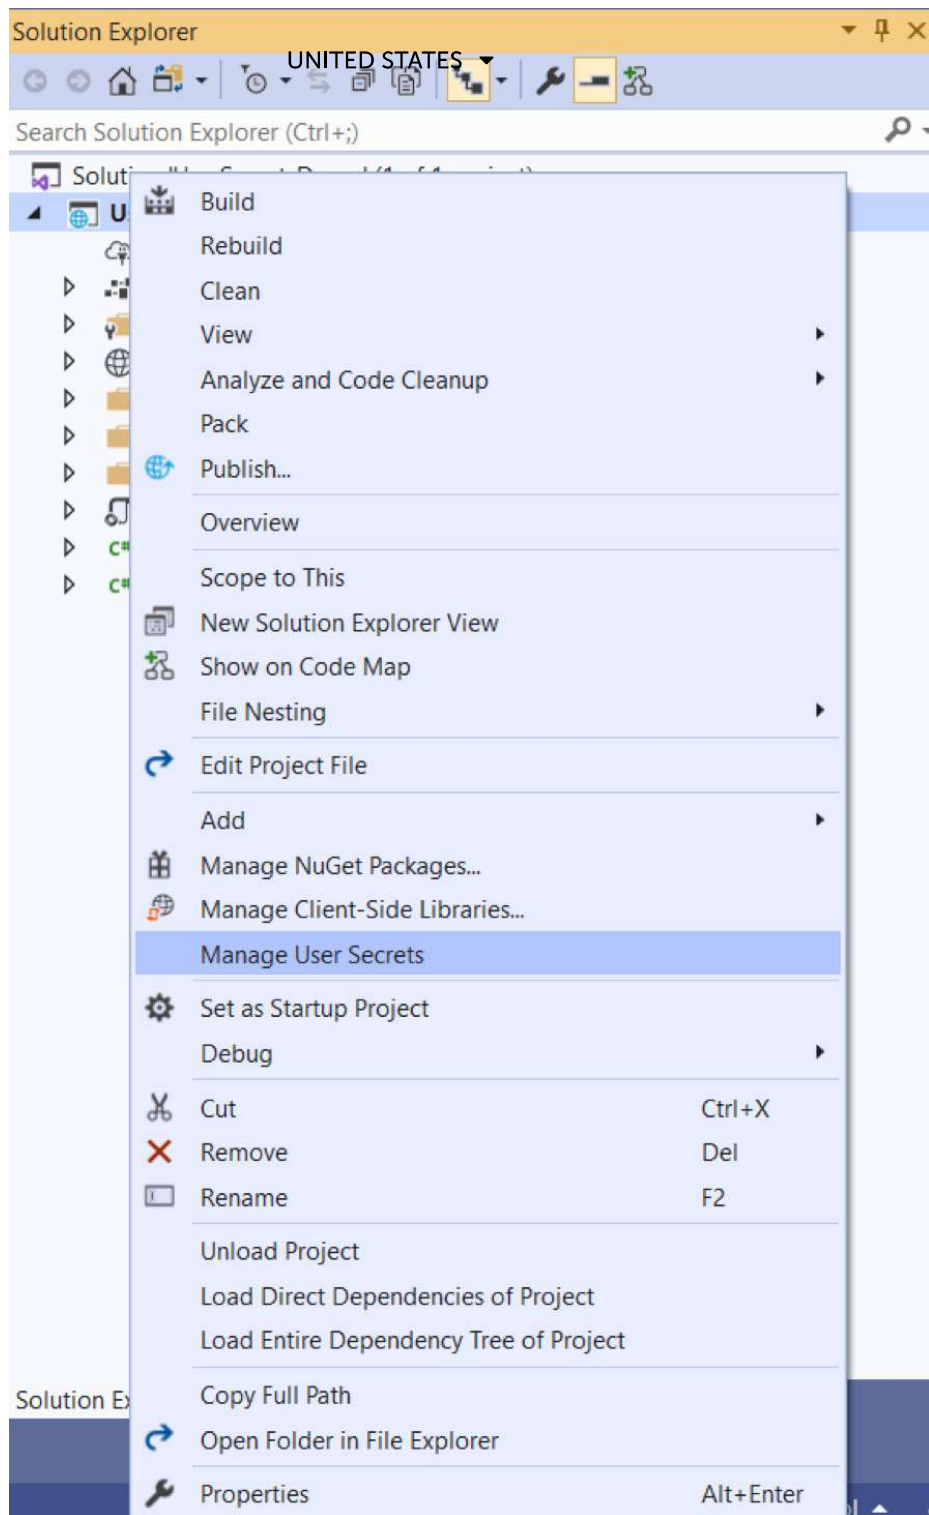 Solution Explorer
UNITED STATES
Search Solution Explorer (Ctrl+;)
Build
Rebuild
Clean
View
Analyze and Code Cleanup
Pack
Publish...
Overview
Scope to This
New Solution Explorer View
Show on Code Map
File Nesting
Edit Project File
Add
Manage NuGet Packages...
Manage Client-Side Libraries...
Manage User Secrets
Set as Startup Project
Debug
Cut Ctrl+X
Remove Del
Rename F2
Unload Project
Load Direct Dependencies of Project
Load Entire Dependency Tree of Project
Copy Full Path
Solution Ex
Open Folder in File Explorer
Properties Alt+Enter